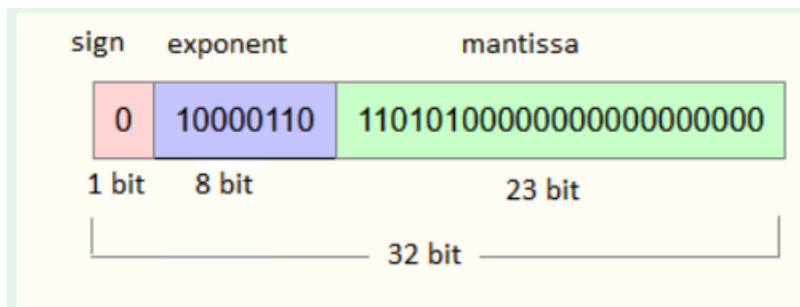 sign exponent mantissa
0 10000110 11010100000000000000000
1 bit 8 bit 23 bit
32 bit